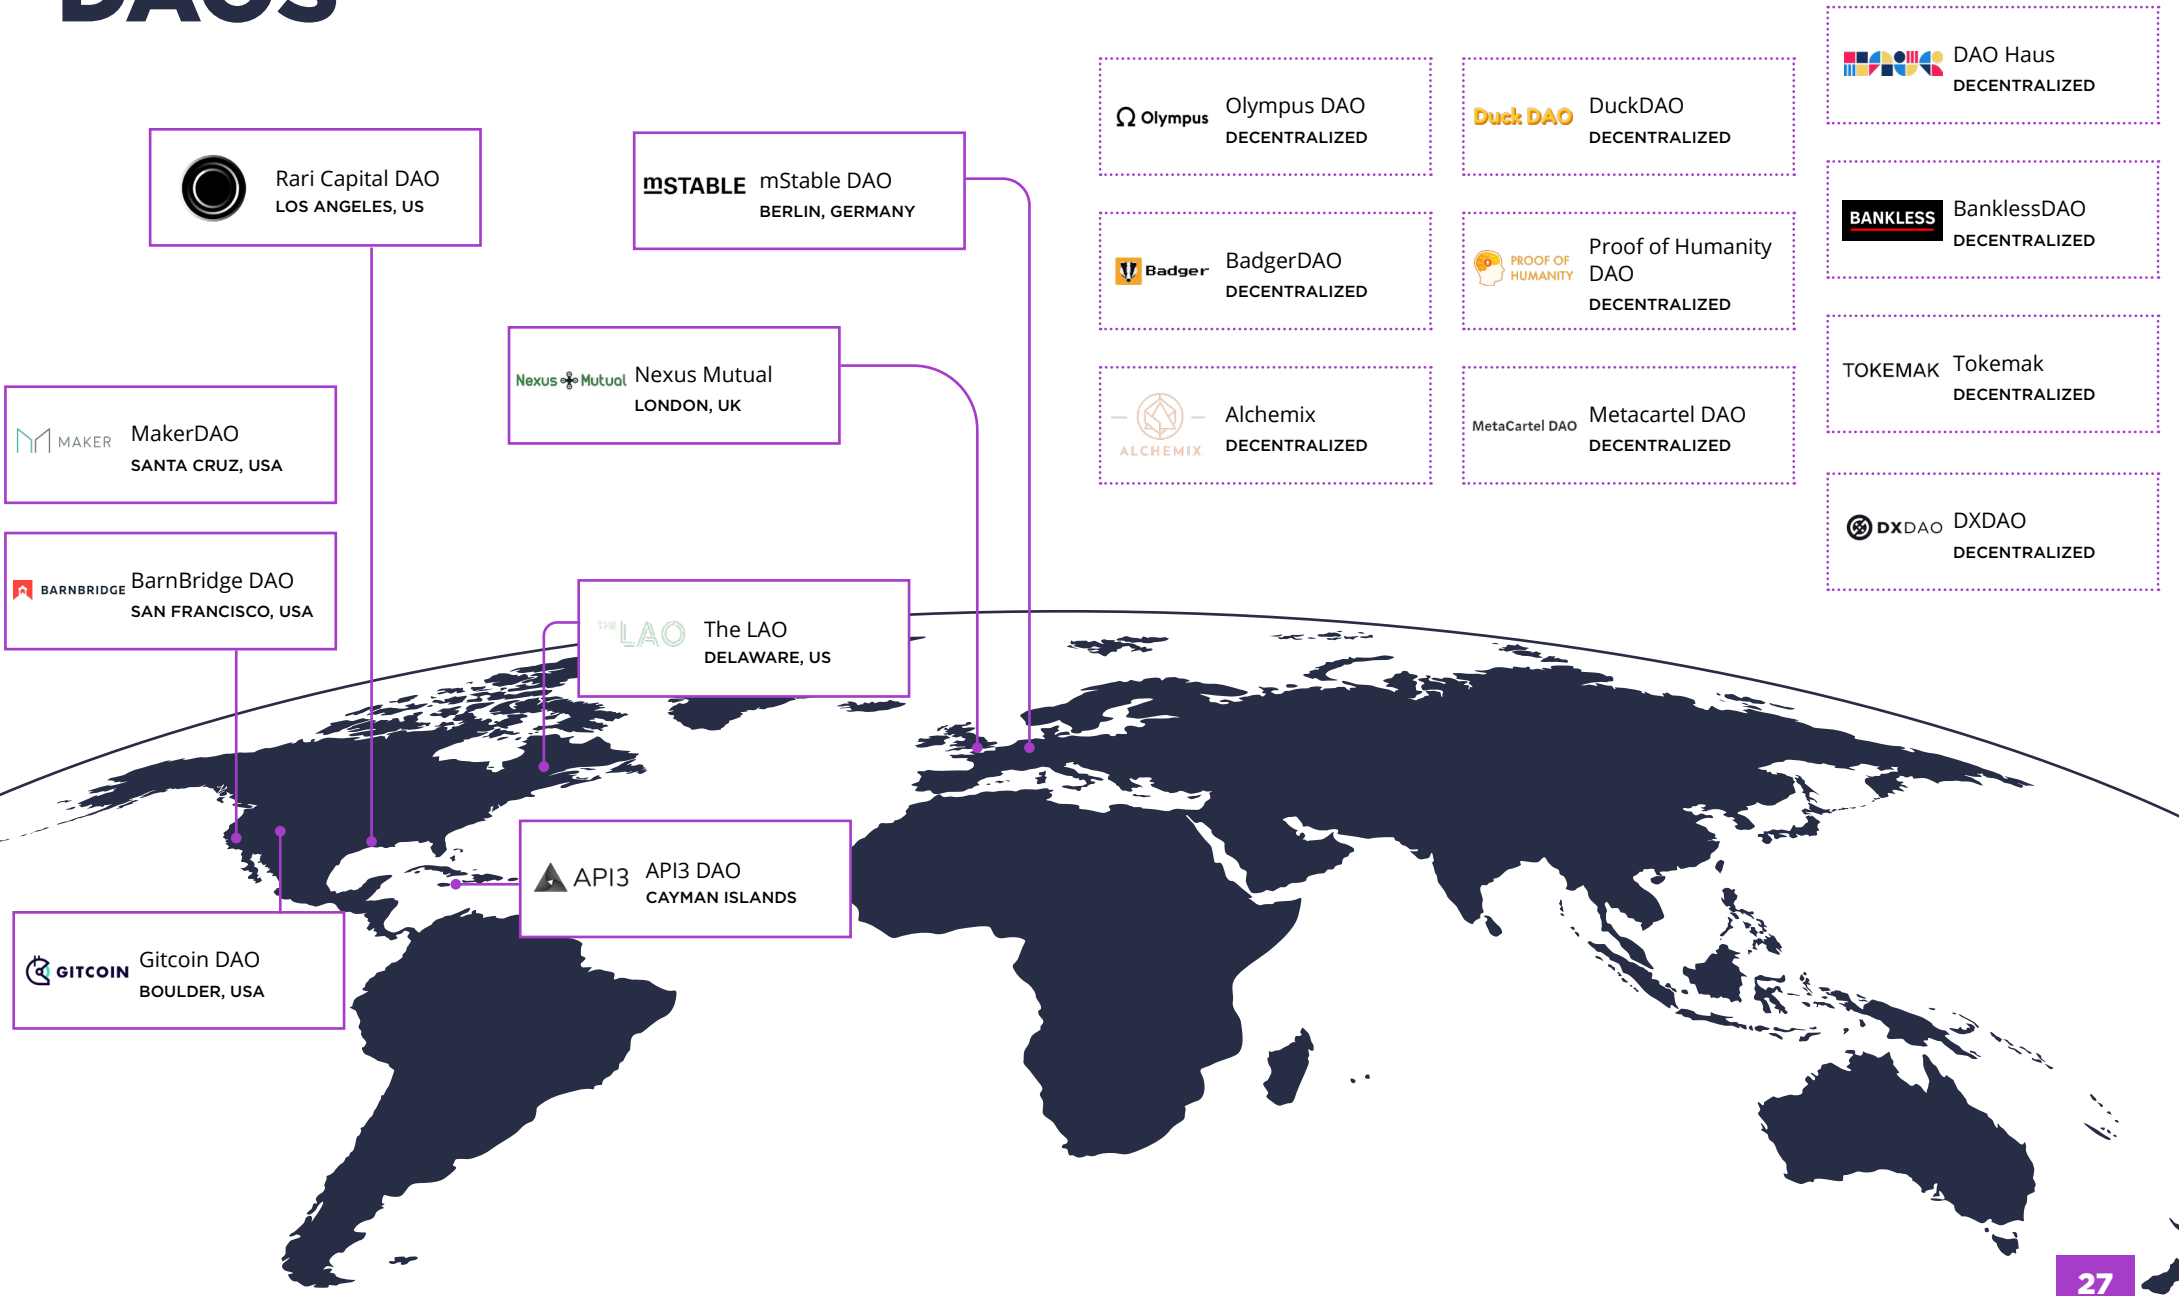 DAOS
Rari Capital DAO
LOS ANGELES, US
mSTABLE
mStable DAO
BERLIN, GERMANY
Nexus Mutual
Nexus Mutual
LONDON, UK
MAKER
MakerDAO
SANTA CRUZ, USA
BARNBRIDGE
BarnBridge DAO
SAN FRANCISCO, USA
THE LAO
The LAO
DELAWARE, US
API3
API3 DAO
CAYMAN ISLANDS
GITCOIN
Gitcoin DAO
BOULDER, USA
Olympus
Olympus DAO
DECENTRALIZED
Badger
BadgerDAO
DECENTRALIZED
ALCHEMIX
Alchemix
DECENTRALIZED
Duck DAO
DuckDAO
DECENTRALIZED
PROOF OF
HUMANITY
Proof of Humanity
DAO
DECENTRALIZED
MetaCartel DAO
Metacartel DAO
DECENTRALIZED
DAO Haus
DECENTRALIZED
BANKLESS
BanklessDAO
DECENTRALIZED
TOKEMAK
Tokemak
DECENTRALIZED
DXDAO
DXDAO
DECENTRALIZED
27